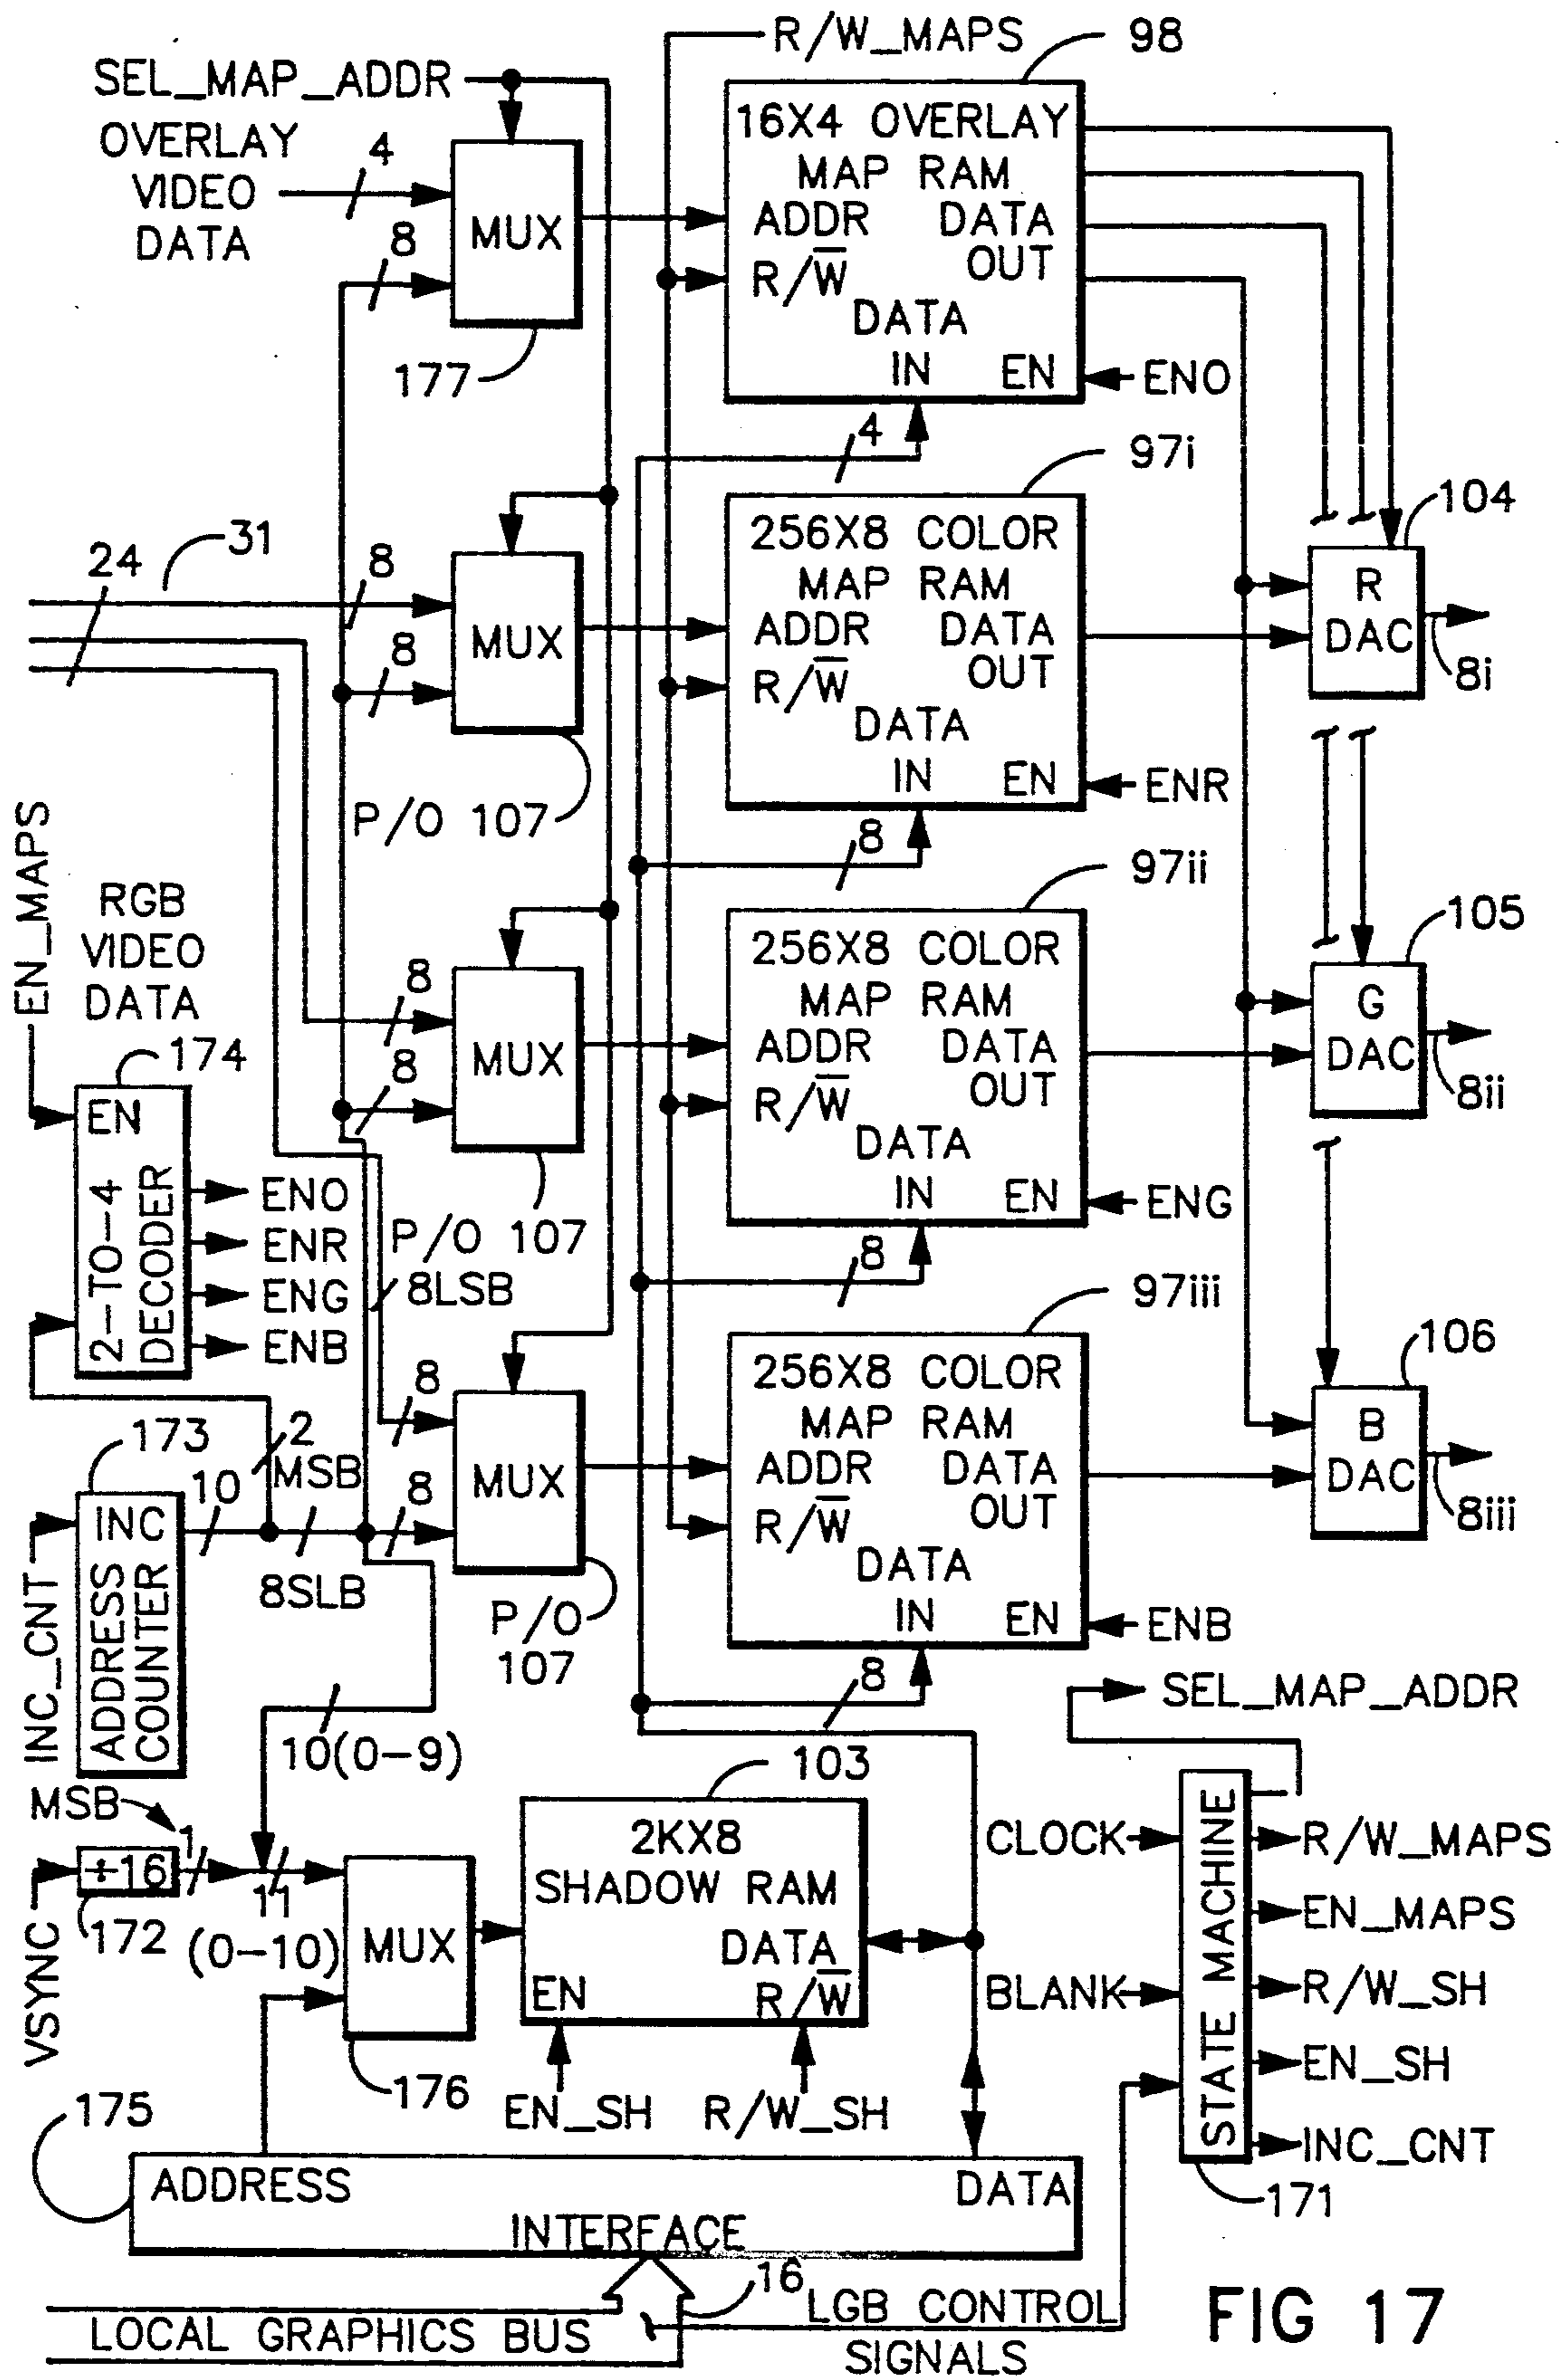 R/W_MAPS
98
SEL_MAP_ADDR
OVERLAY
VIDEO
DATA
4
8
MUX
177
16X4 OVERLAY
MAP RAM
ADDR DATA
OUT
R/W
DATA
IN EN
ENO
4
97i
31
24
8
8
MUX
P/O 107
256X8 COLOR
MAP RAM
ADDR DATA
OUT
R/W
DATA
IN EN
ENR
8
104
R
DAC
8i
97ii
EN_MAPS
RGB
VIDEO
DATA
8
8
MUX
P/O 107
256X8 COLOR
MAP RAM
ADDR DATA
OUT
R/W
DATA
IN EN
ENG
8
105
G
DAC
8ii
174
EN
2-TO-4
DECODER
ENO
ENR
ENG
ENB
8LSB
97iii
8
8
MUX
P/O
107
256X8 COLOR
MAP RAM
ADDR DATA
OUT
R/W
DATA
IN EN
ENB
8
106
B
DAC
8iii
173
2
MSB
10
INC
ADDRESS
COUNTER
INC_CNT
8SLB
10(0-9)
MSB
1
÷16
172
VSYNC
11
(0-10)
MUX
176
103
2KX8
SHADOW RAM
DATA
EN R/W
EN_SH R/W_SH
SEL_MAP_ADDR
CLOCK
BLANK
STATE MACHINE
R/W_MAPS
EN_MAPS
R/W_SH
EN_SH
INC_CNT
171
175
ADDRESS DATA
INTERFACE
16
LOCAL GRAPHICS BUS
LGB CONTROL
SIGNALS
FIG 17